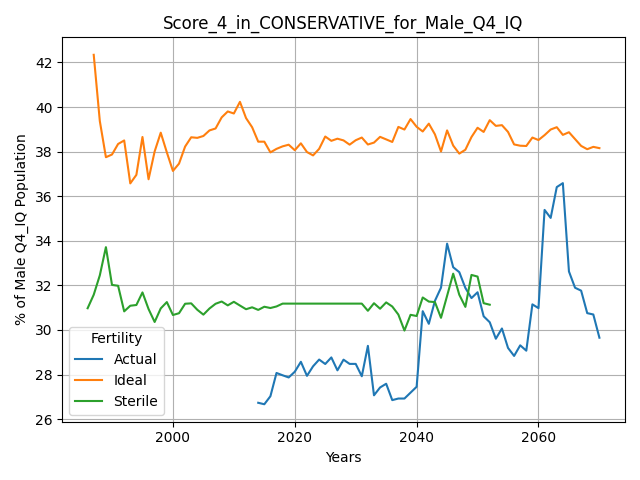 Score_4_in_CONSERVATIVE_for_Male_Q4_IQ
% of Male Q4_IQ Population
42
40
38
36
34
32
30
28
26
Fertility
Actual
Ideal
Sterile
2000
2020
2040
2060
Years